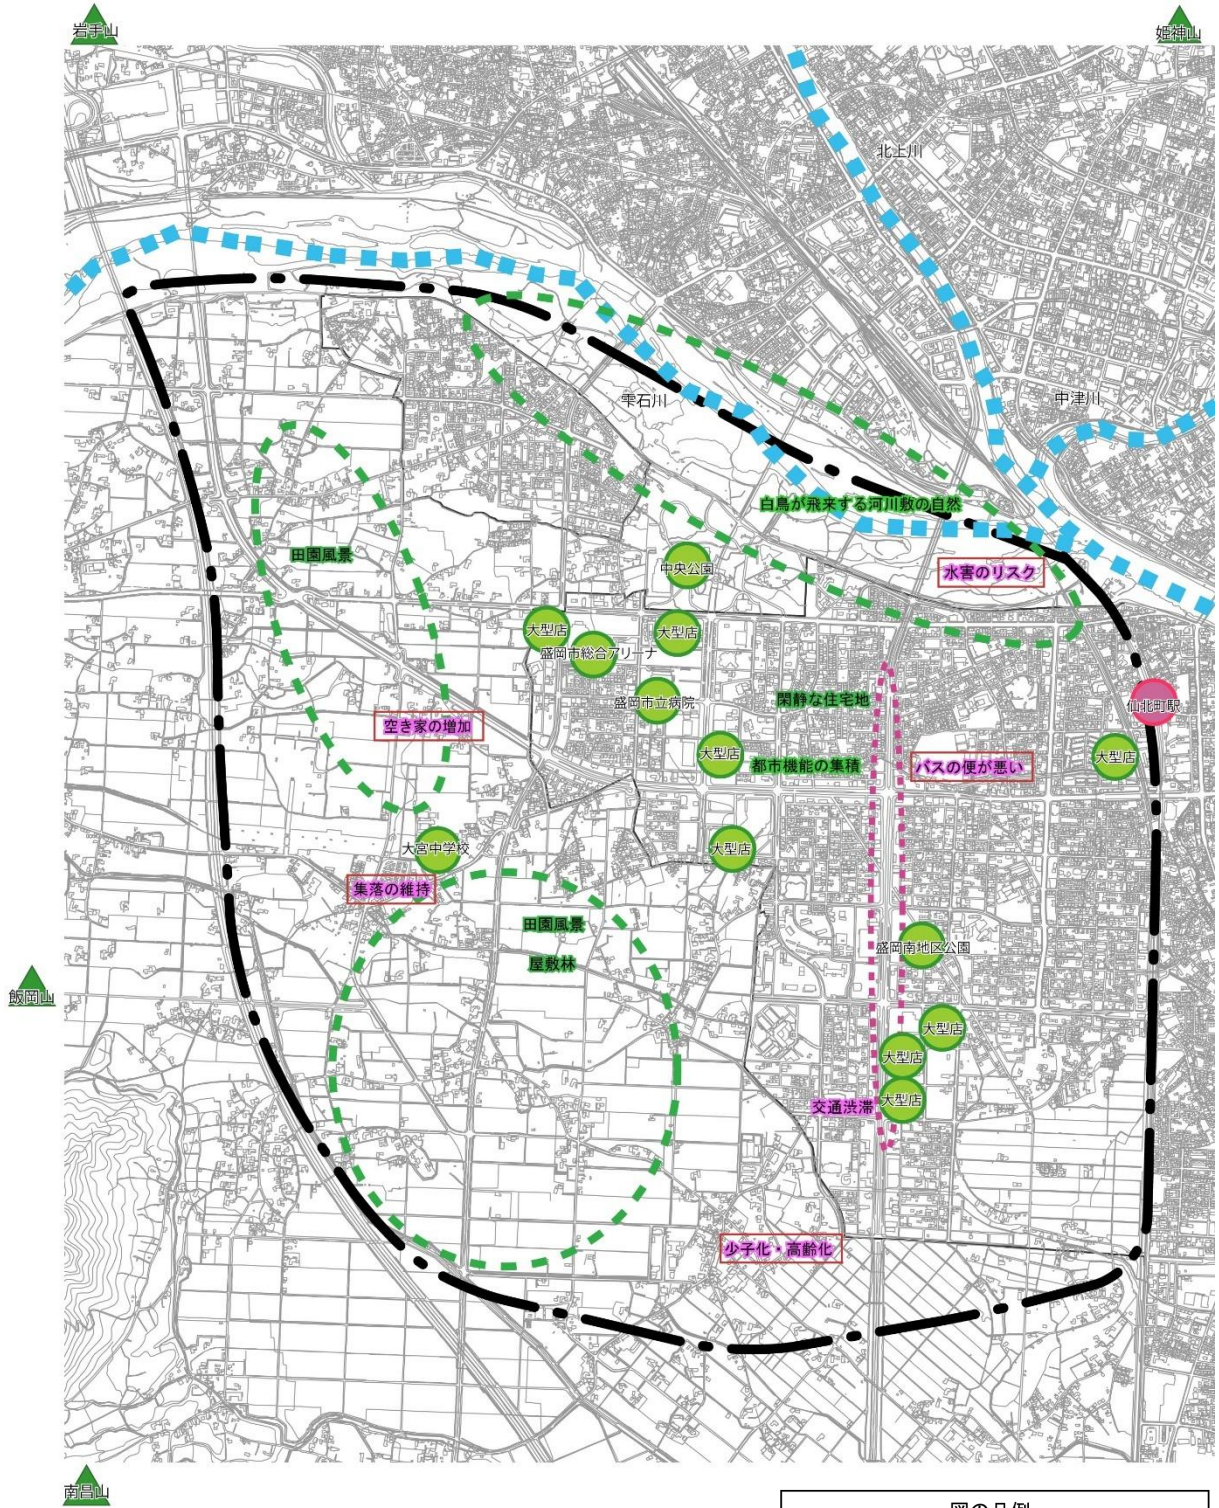 岩手山
姫神山
北上川
中津川
雫石川
白鳥が飛来する河川敷の自然
田園風景
中央公園
水害のリスク
大型店
大型店
盛岡市総合アリーナ
盛岡市立病院
閑静な住宅地
仙北町駅
空き家の増加
大型店
都市機能の集積
バスの便が悪い
大型店
大宮中学校
大型店
集落の維持
田園風景
盛岡南地区公園
屋敷林
飯岡山
大型店
大型店
大型店
交通渋滞
少子化・高齢化
南昌山
図の凡例